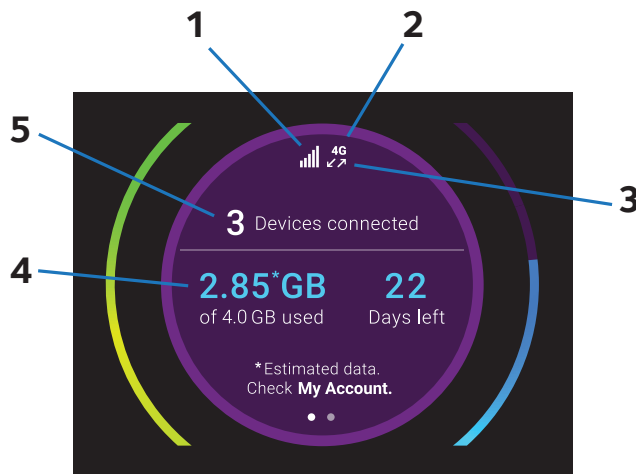 1
2
5
4G
3
3 Devices connected
4
2.85*GB
22
of 4.0 GB used
Days left
*Estimated data.
Check My Account.